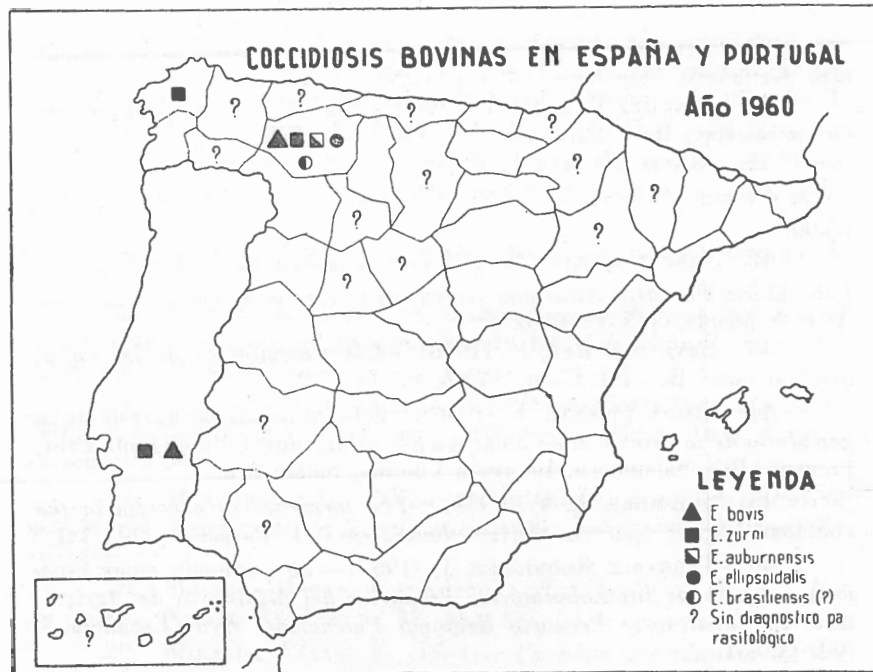 COCCIDIOSIS BOVINAS EN ESPAÑA Y PORTUGAL
Año 1960
? ? ? ?
? ? ?
? ? ?
?
?
?
?
LEYENDA
E. bovis
E. zurni
E. auburnensis
E. ellipsoidalis
E. brasiliensis (?)
? Sin diagnostico pa
rasitológico